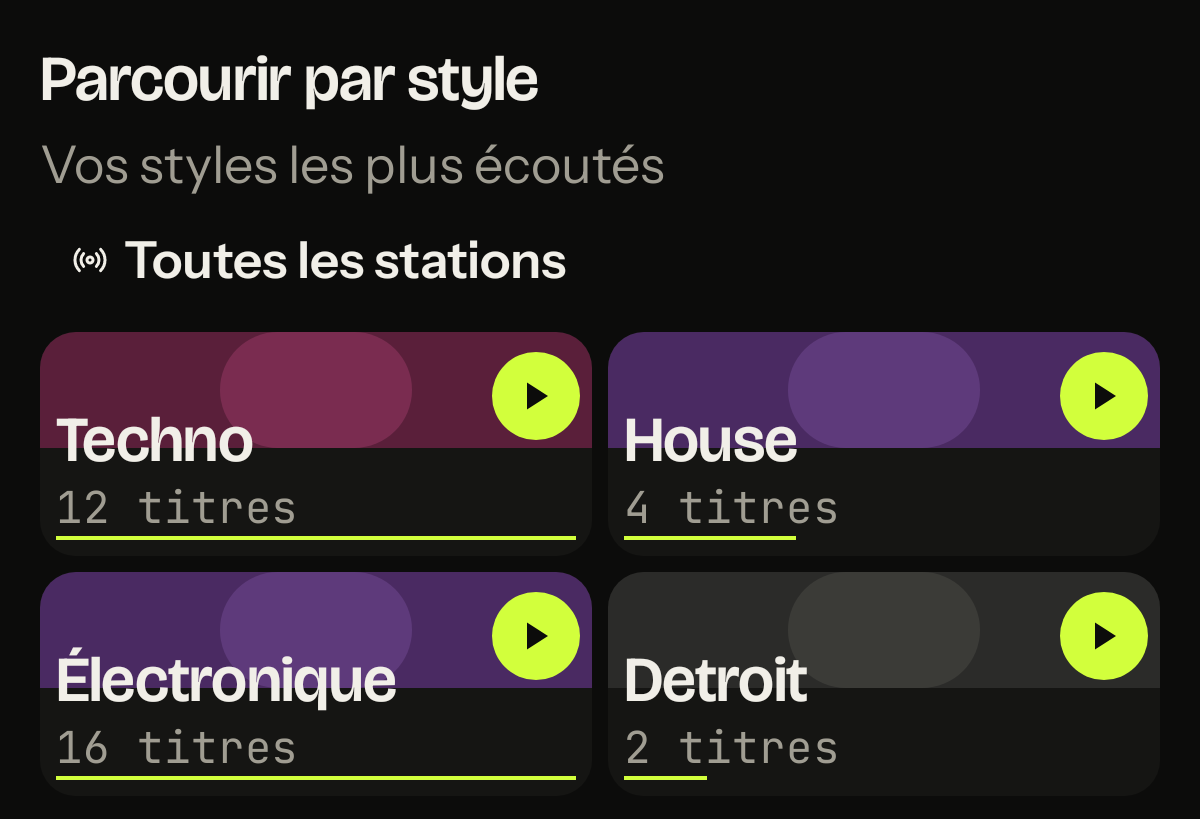 Parcourir par style
Vos styles les plus écoutés
Toutes les stations
Techno
12 titres
House
4 titres
Électronique
16 titres
Detroit
2 titres